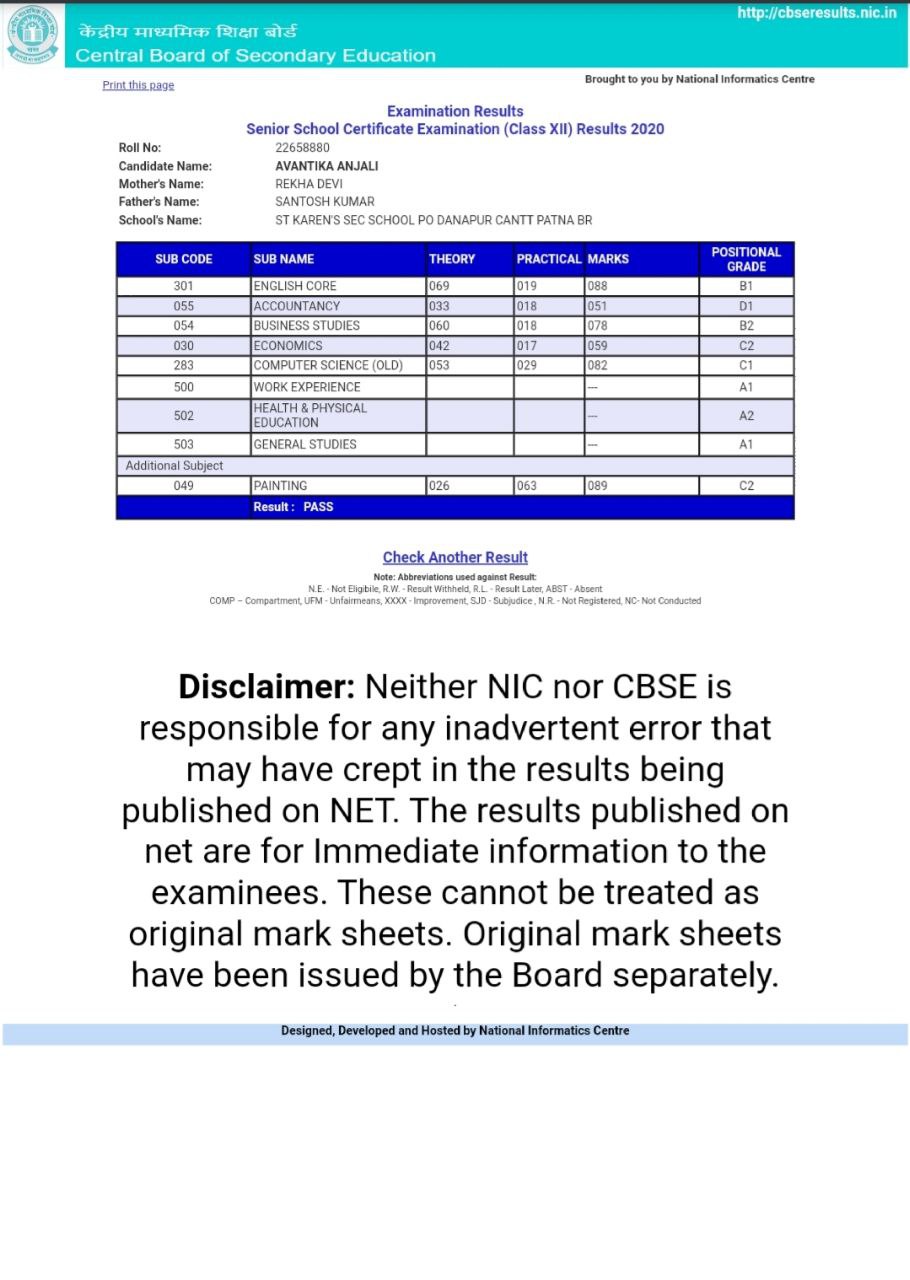 http://cbseresults.nic.in
केंद्रीय माध्यमिक शिक्षा बोर्ड
Central Board of Secondary Education
Print this page
Brought to you by National Informatics Centre
Examination Results
Senior School Certificate Examination (Class XII) Results 2020
Roll No: 22658880
Candidate Name: AVANTIKA ANJALI
Mother's Name: REKHA DEVI
Father's Name: SANTOSH KUMAR
School's Name: ST KAREN'S SEC SCHOOL PO DANAPUR CANTT PATNA BR
SUB CODE SUB NAME THEORY PRACTICAL MARKS POSITIONAL GRADE
301 ENGLISH CORE 069 019 088 B1
055 ACCOUNTANCY 033 018 051 D1
054 BUSINESS STUDIES 060 018 078 B2
030 ECONOMICS 042 017 059 C2
283 COMPUTER SCIENCE (OLD) 053 029 082 C1
500 WORK EXPERIENCE --- A1
502 HEALTH & PHYSICAL EDUCATION --- A2
503 GENERAL STUDIES --- A1
Additional Subject
049 PAINTING 026 063 089 C2
Result : PASS
Check Another Result
Note: Abbreviations used against Result:
N.E. - Not Eligibile, R.W. - Result Withheld, R.L. - Result Later, ABST - Absent
COMP – Compartment, UFM - Unfairmeans, XXXX - Improvement, SJD - Subjudice , N.R. - Not Registered, NC- Not Conducted
Disclaimer: Neither NIC nor CBSE is
responsible for any inadvertent error that
may have crept in the results being
published on NET. The results published on
net are for Immediate information to the
examinees. These cannot be treated as
original mark sheets. Original mark sheets
have been issued by the Board separately.
.
Designed, Developed and Hosted by National Informatics Centre